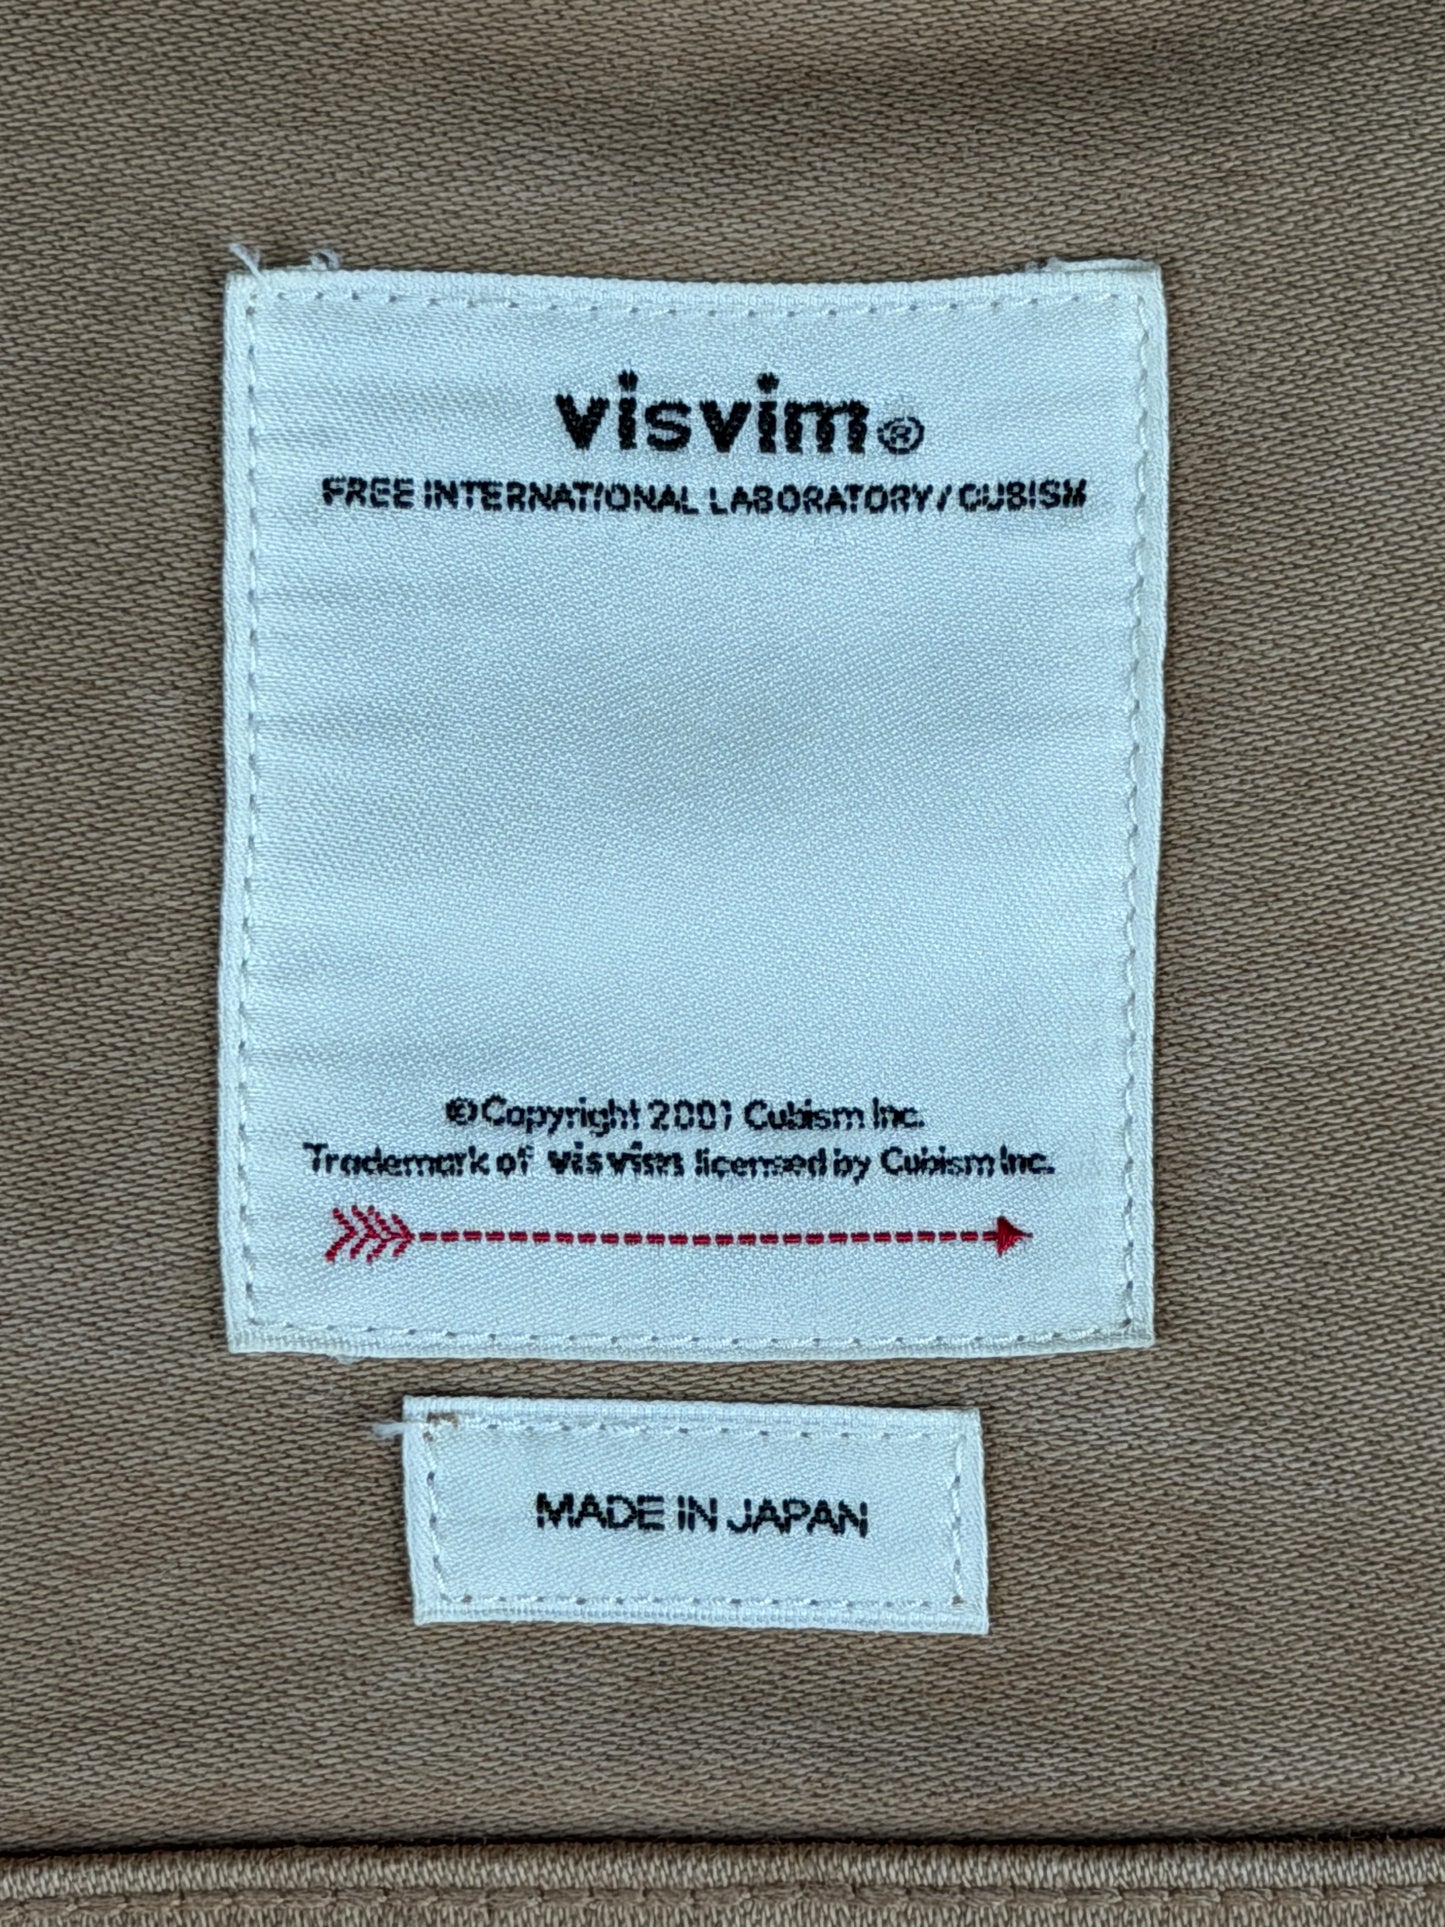 visvim®
FREE INTERNATIONAL LABORATORY / CUBISM
© Copyright 2001 Cubism Inc.
Trademark of visvim licensed by Cubism Inc.
MADE IN JAPAN